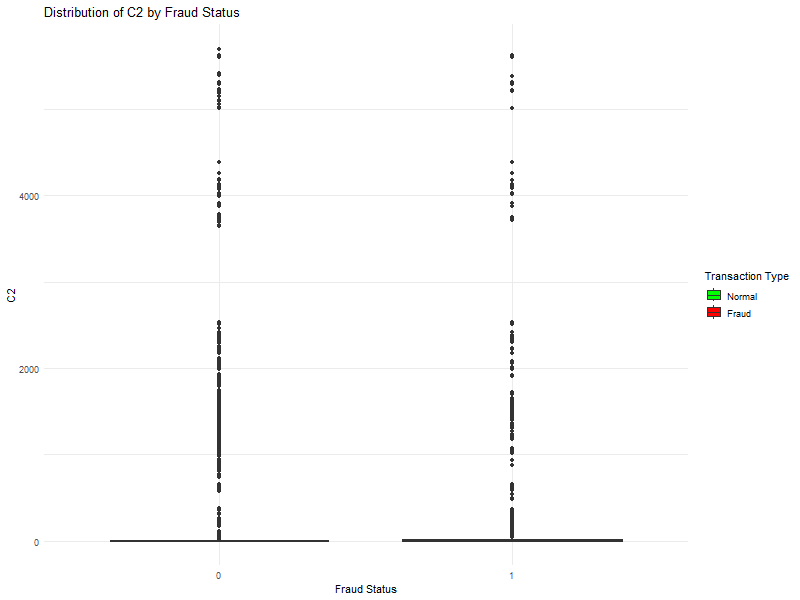 Distribution of C2 by Fraud Status
C2
4000
2000
0
0
1
Fraud Status
Transaction Type
Normal
Fraud